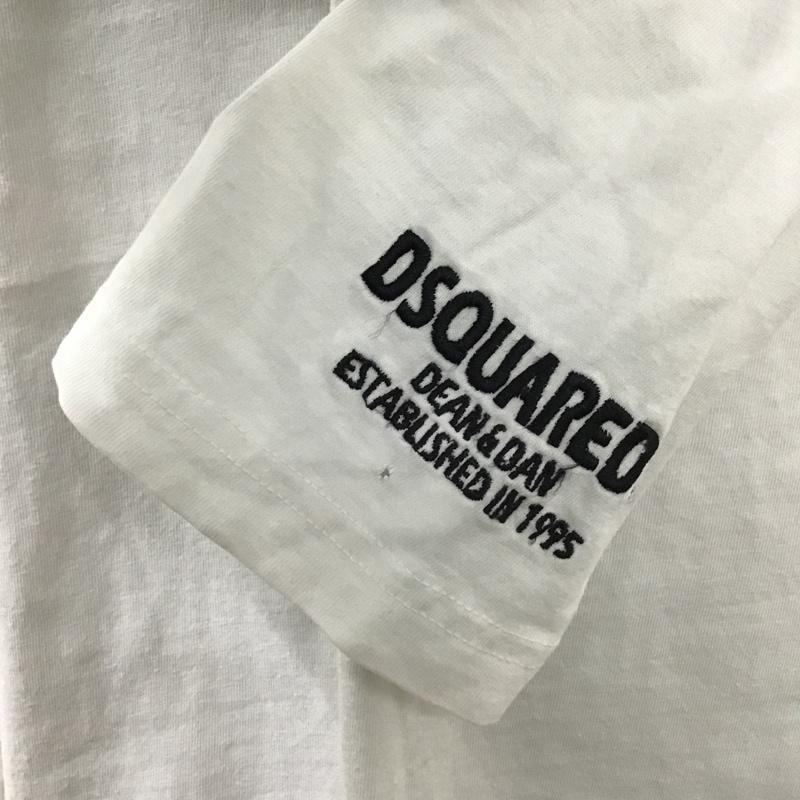 DSQUARED
DEAN & DAN
ESTABLISHED IN 1995